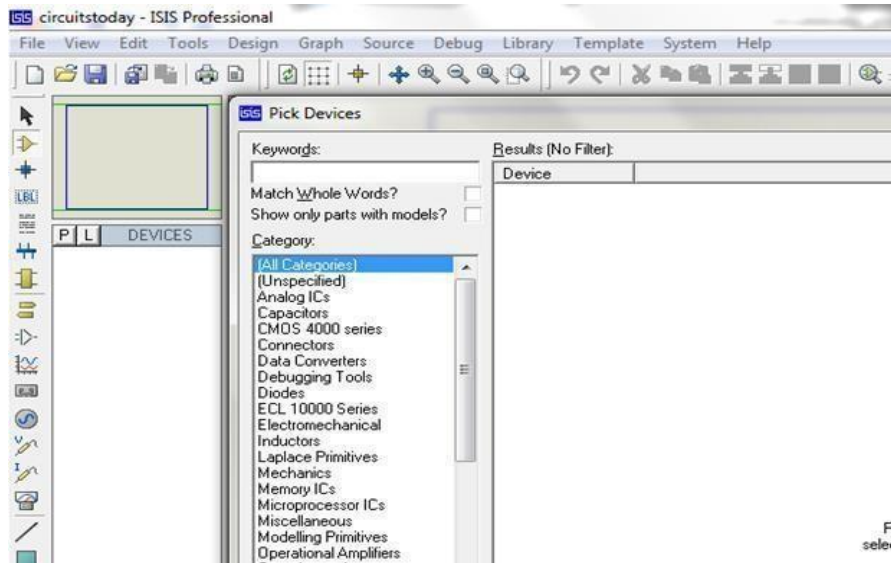 ISIS circuitstoday - ISIS Professional
File View Edit Tools Design Graph Source Debug Library Template System Help
ISIS Pick Devices
Keywords:
Results (No Filter):
Device
Match Whole Words?
Show only parts with models?
LBL
P L DEVICES
Category:
(All Categories)
(Unspecified)
Analog ICs
Capacitors
CMOS 4000 series
Connectors
Data Converters
Debugging Tools
Diodes
ECL 10000 Series
Electromechanical
Inductors
Laplace Primitives
Mechanics
Memory ICs
Microprocessor ICs
Miscellaneous
Modelling Primitives
Operational Amplifiers